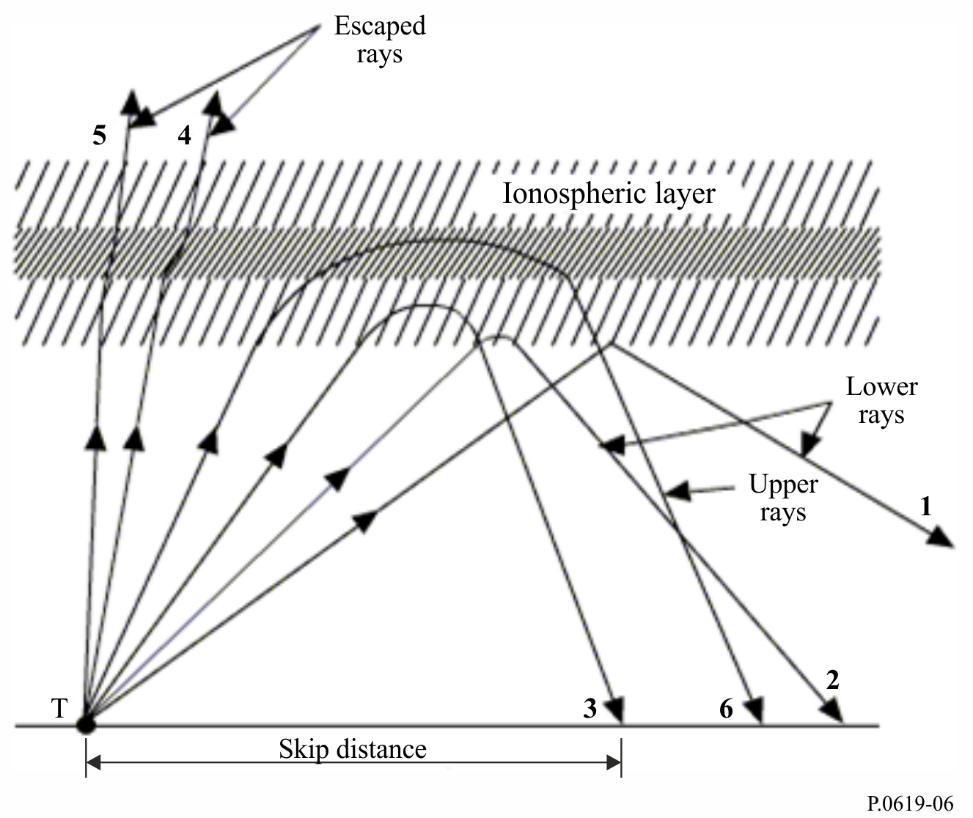 Escaped
rays
5
4
Ionospheric layer
Lower
rays
Upper
rays
1
2
T
3
6
Skip distance
P.0619-06